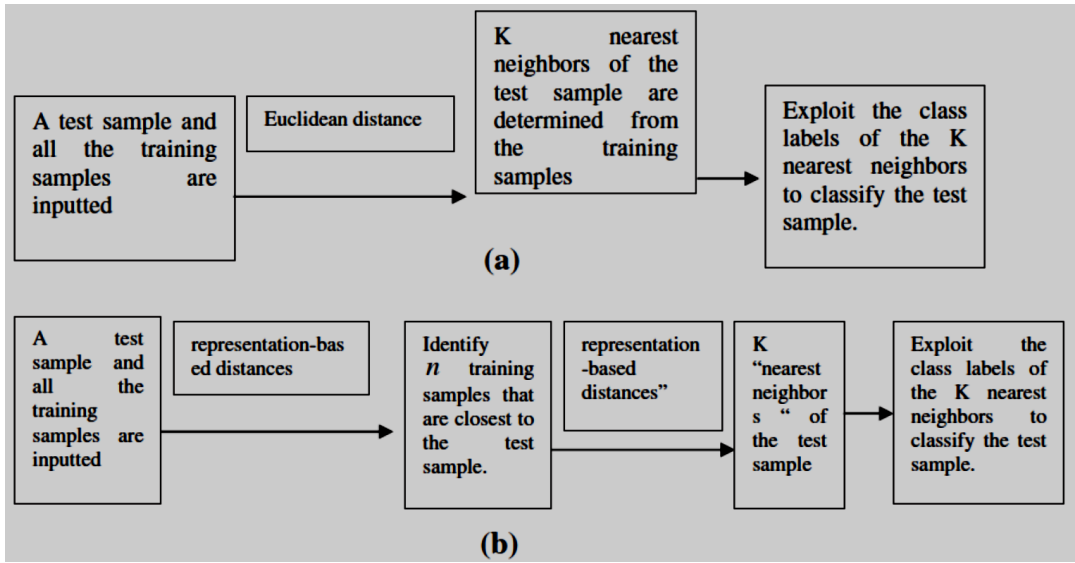 A test sample and
all the training
samples are
inputted
Euclidean distance
K nearest
neighbors of the
test sample are
determined from
the training
samples
Exploit the class
labels of the K
nearest neighbors
to classify the test
sample.
(a)
A test
sample and
all the
training
samples are
inputted
representation-bas
ed distances
Identify
n training
samples that
are closest to
the test
sample.
representation
-based
distances”
K
“nearest
neighbor
s “ of
the test
sample
Exploit the
class labels of
the K nearest
neighbors to
classify the test
sample.
(b)